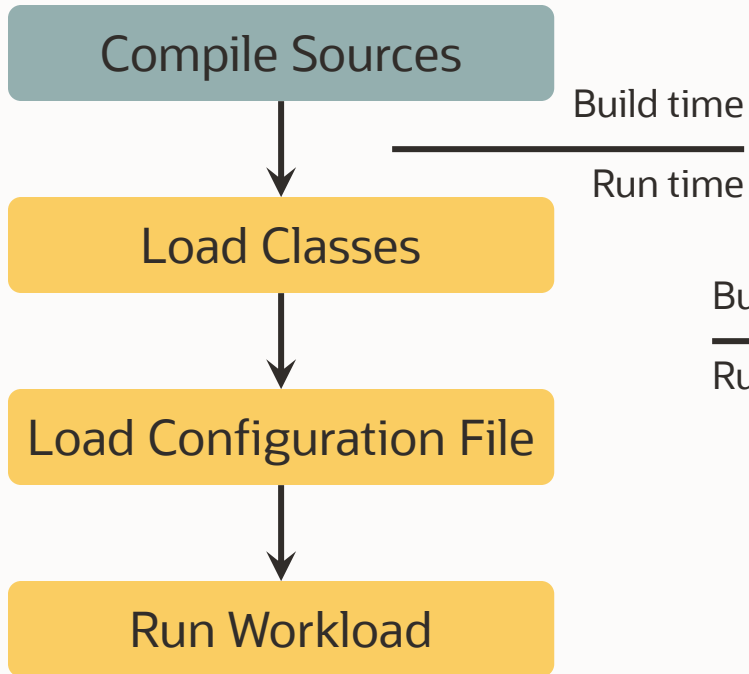 Compile Sources
Build time
Run time
Load Classes
Load Configuration File
Run Workload